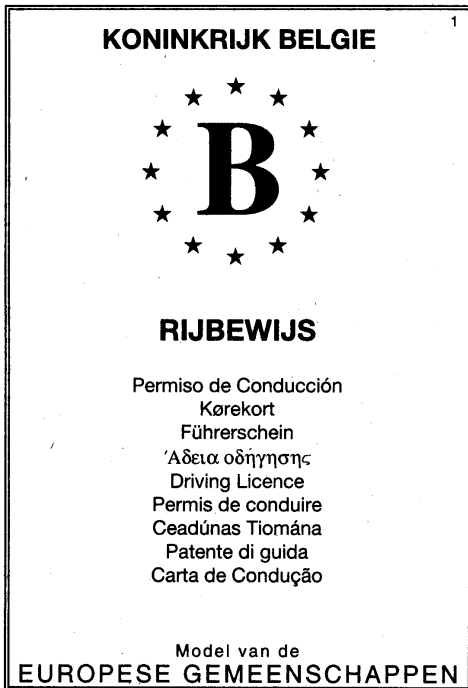 1
KONINKRIJK BELGIE
B
RIJBEWIJS
Permiso de Conducción
Kørekort
Führerschein
Άδεια οδήγησης
Driving Licence
Permis de conduire
Ceadúnas Tiomána
Patente di guida
Carta de Condução
Model van de
EUROPESE GEMEENSCHAPPEN